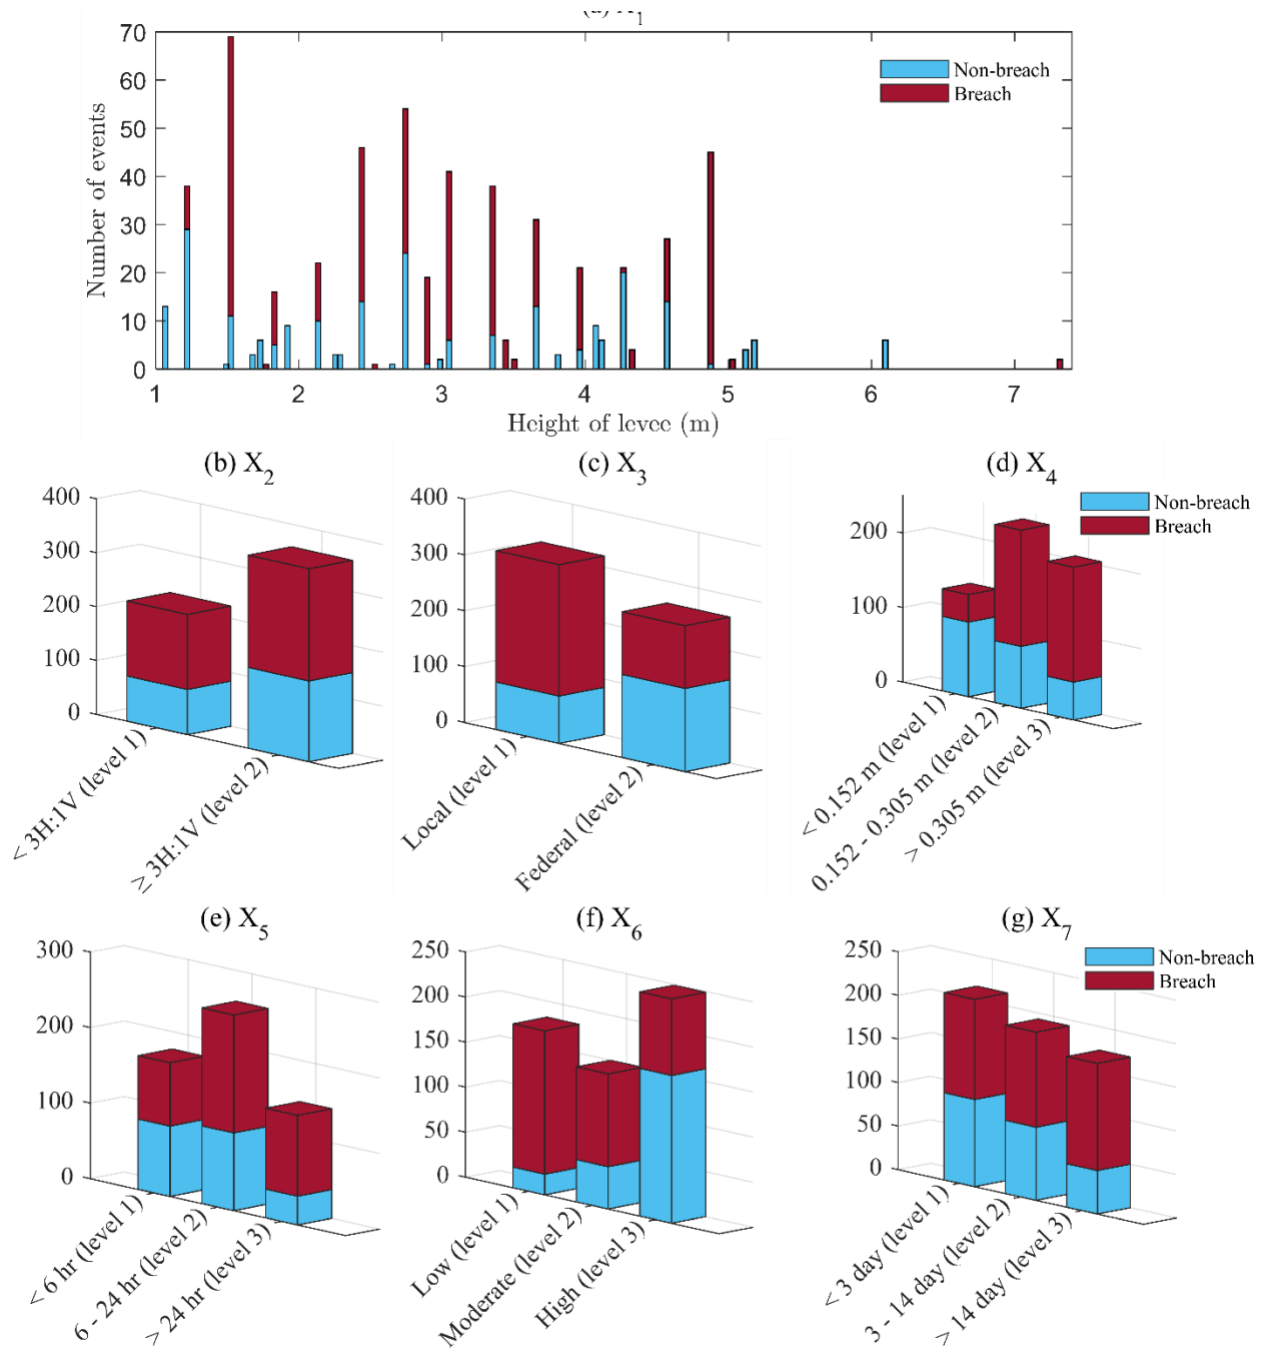 70
60
50
40
30
20
10
0
Number of events
Non-breach
Breach
1 2 3 4 5 6 7
Height of levee (m)
(b) X2
400
300
200
100
0
< 3H:1V (level 1)
≥ 3H:1V (level 2)
(c) X3
400
300
200
100
0
Local (level 1)
Federal (level 2)
(d) X4
200
100
0
Non-breach
Breach
< 0.152 m (level 1)
0.152 - 0.305 m (level 2)
> 0.305 m (level 3)
(e) X5
300
200
100
0
< 6 hr (level 1)
6 - 24 hr (level 2)
> 24 hr (level 3)
(f) X6
250
200
150
100
50
0
Low (level 1)
Moderate (level 2)
High (level 3)
(g) X7
250
200
150
100
50
0
Non-breach
Breach
< 3 day (level 1)
3 - 14 day (level 2)
> 14 day (level 3)